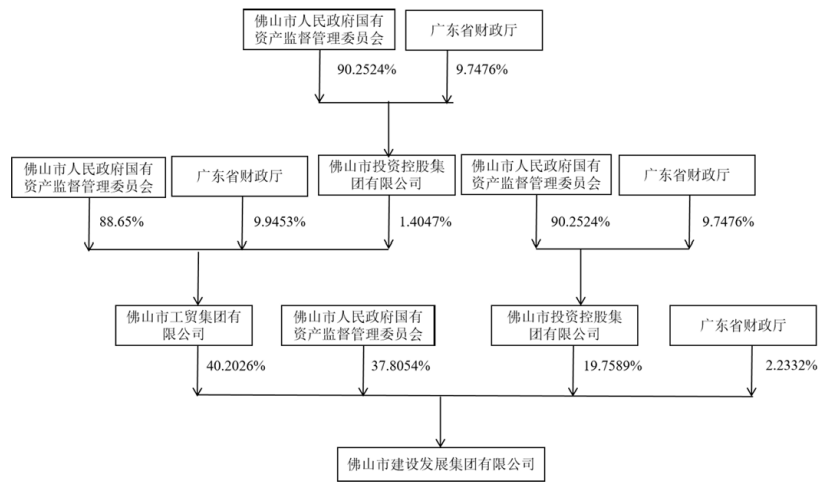 佛山市人民政府国有
资产监督管理委员会
广东省财政厅
90.2524%
9.7476%
佛山市人民政府国有
资产监督管理委员会
广东省财政厅
佛山市投资控股集
团有限公司
佛山市人民政府国有
资产监督管理委员会
广东省财政厅
88.65%
9.9453%
1.4047%
90.2524%
9.7476%
佛山市工贸集团有
限公司
佛山市人民政府国有
资产监督管理委员会
佛山市投资控股集
团有限公司
广东省财政厅
40.2026%
37.8054%
19.7589%
2.2332%
佛山市建设发展集团有限公司